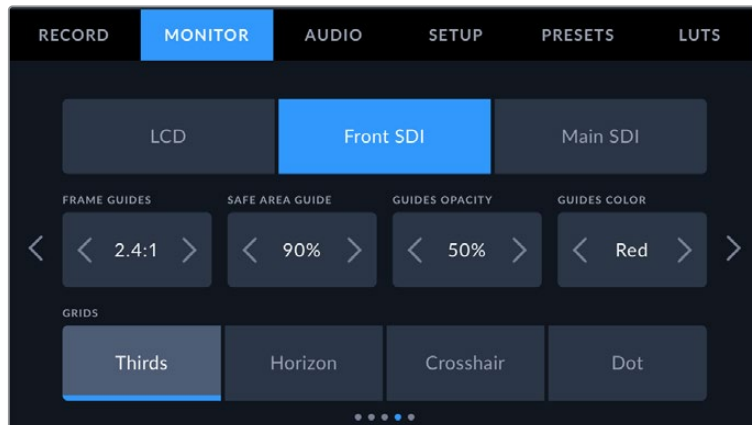 RECORD MONITOR AUDIO SETUP PRESETS LUTS
LCD Front SDI Main SDI
FRAME GUIDES SAFE AREA GUIDE GUIDES OPACITY GUIDES COLOR
2.4:1 90% 50% Red
GRIDS
Thirds Horizon Crosshair Dot